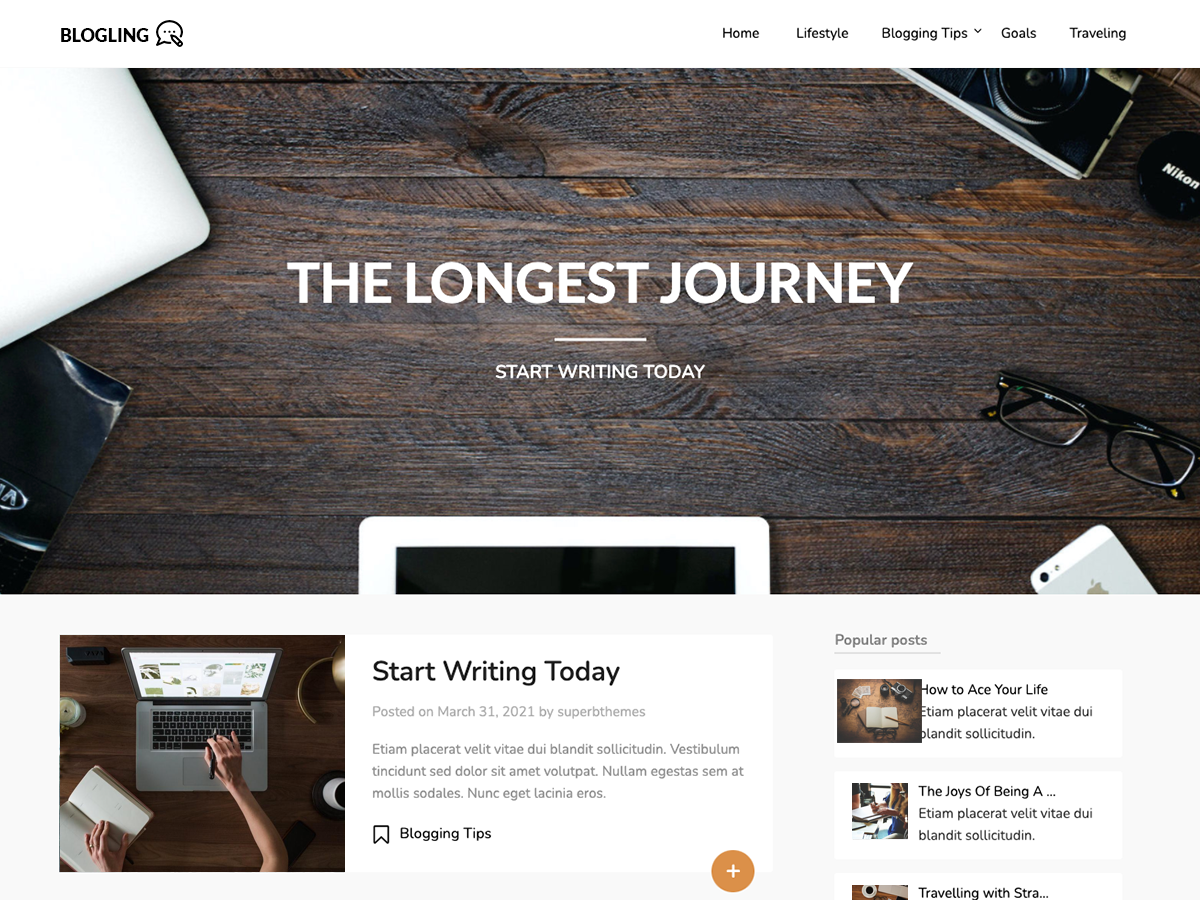 BLOGLING
Home Lifestyle Blogging Tips Goals Traveling
Nikon
THE LONGEST JOURNEY
START WRITING TODAY
Start Writing Today
Posted on March 31, 2021 by superbthemes
Etiam placerat velit vitae dui blandit sollicitudin. Vestibulum
tincidunt sed dolor sit amet volutpat. Nullam egestas sem at
mollis sodales. Nunc eget lacinia eros.
Blogging Tips
+
Popular posts
How to Ace Your Life
Etiam placerat velit vitae dui
blandit sollicitudin.
The Joys Of Being A ...
Etiam placerat velit vitae dui
blandit sollicitudin.
Travelling with Stra...